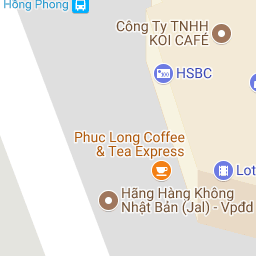 Hồng Phong
Công Ty TNHH
KOI CAFÉ
HSBC
Phuc Long Coffee
& Tea Express
Lot
Hãng Hàng Không
Nhật Bản (Jal) - Vpđd